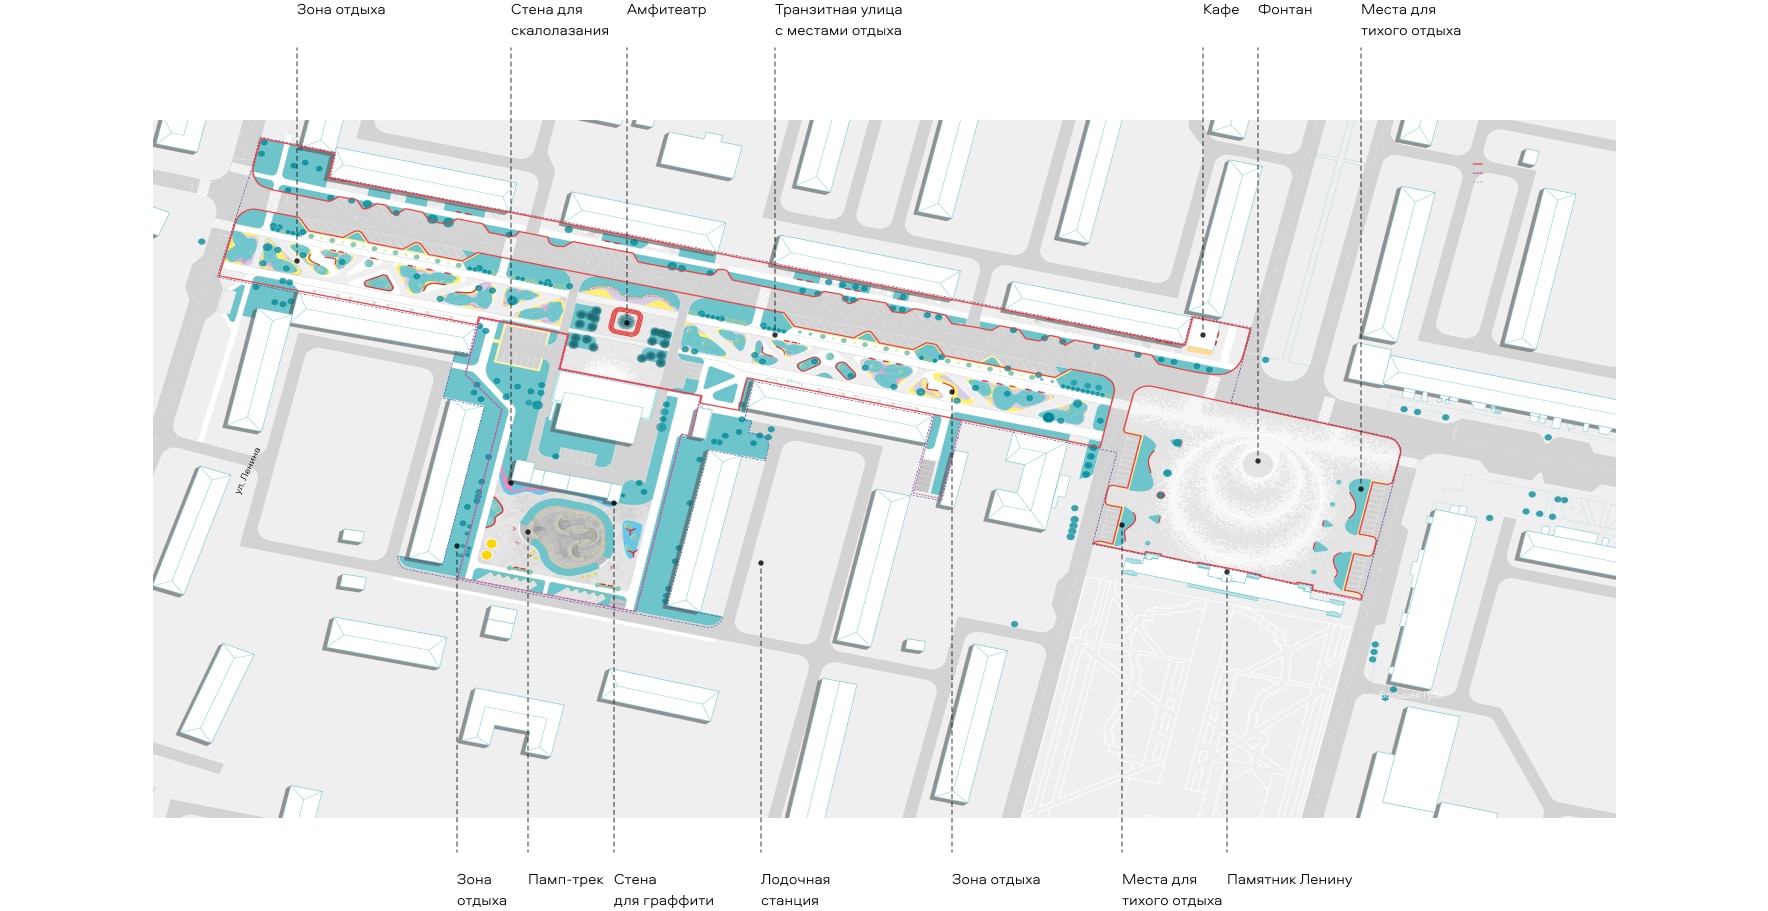 Зона отдыха
Стена для
скалолазания
Амфитеатр
Транзитная улица
с местами отдыха
Кафе
Фонтан
Места для
тихого отдыха
ул. Ленина
Зона
отдыха
Памп-трек
Стена
для граффити
Лодочная
станция
Зона отдыха
Места для
тихого отдыха
Памятник Ленину